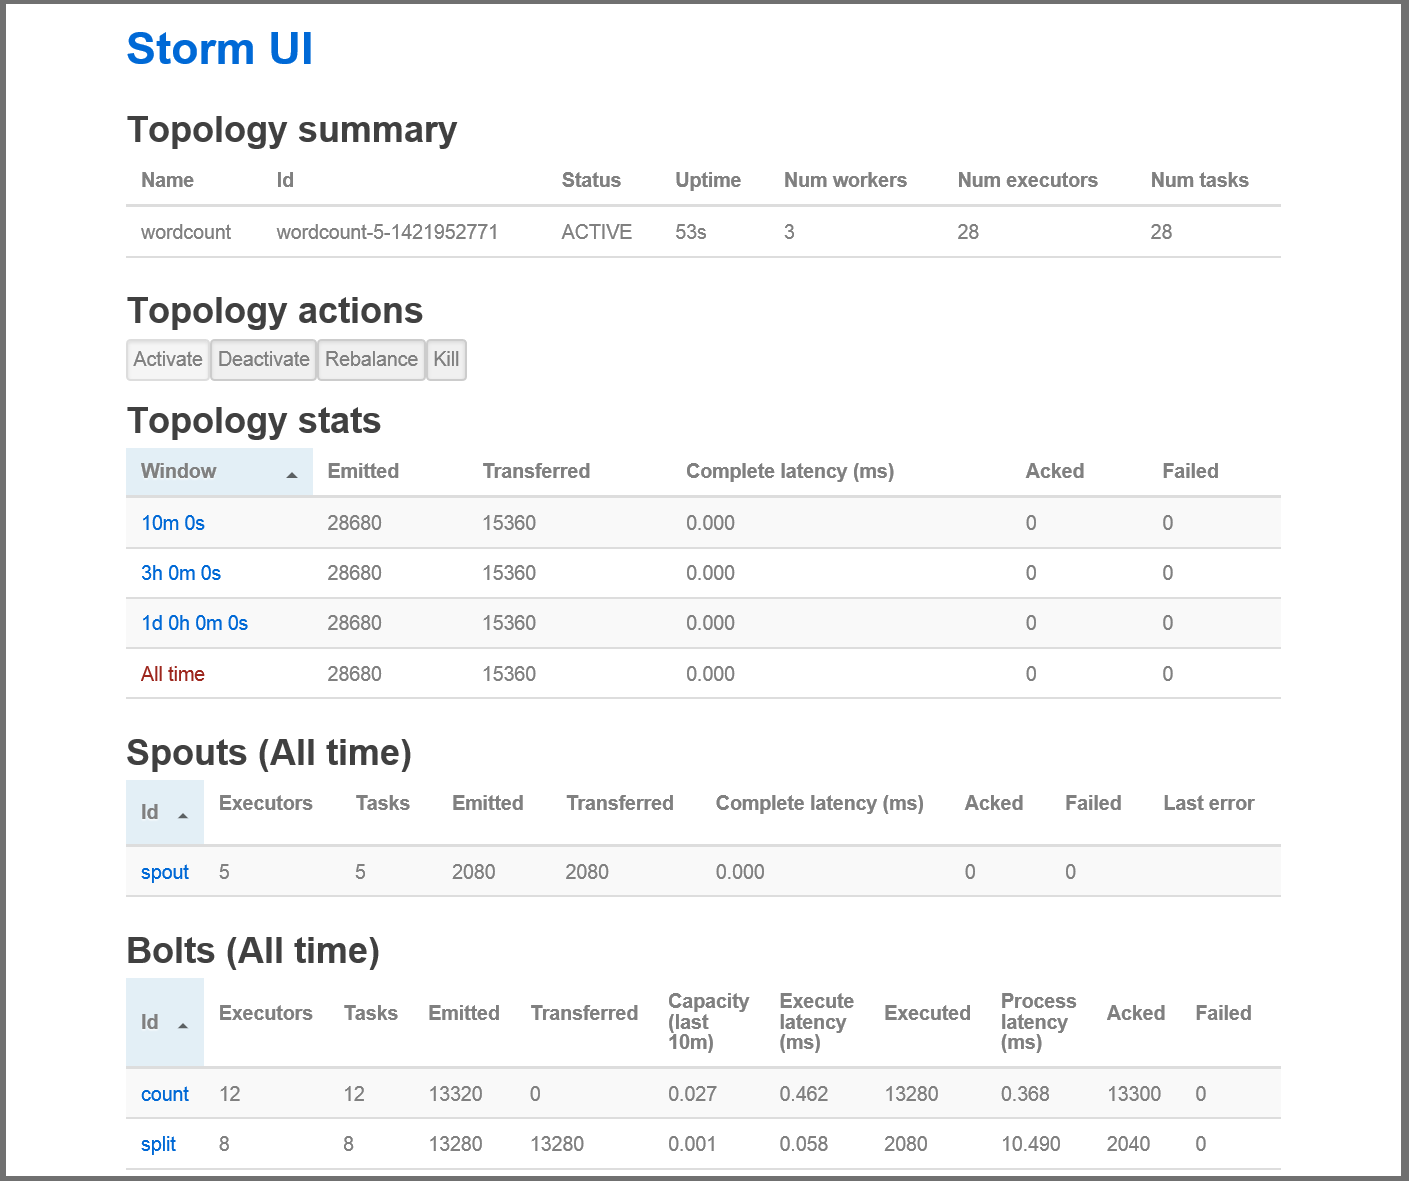 Storm UI
Topology summary
Name Id Status Uptime Num workers Num executors Num tasks
wordcount wordcount-5-1421952771 ACTIVE 53s 3 28 28
Topology actions
Activate Deactivate Rebalance Kill
Topology stats
Window Emitted Transferred Complete latency (ms) Acked Failed
10m 0s 28680 15360 0.000 0 0
3h 0m 0s 28680 15360 0.000 0 0
1d 0h 0m 0s 28680 15360 0.000 0 0
All time 28680 15360 0.000 0 0
Spouts (All time)
Id Executors Tasks Emitted Transferred Complete latency (ms) Acked Failed Last error
spout 5 5 2080 2080 0.000 0 0
Bolts (All time)
Id Executors Tasks Emitted Transferred Capacity (last 10m) Execute latency (ms) Executed Process latency (ms) Acked Failed
count 12 12 13320 0 0.027 0.462 13280 0.368 13300 0
split 8 8 13280 13280 0.001 0.058 2080 10.490 2040 0